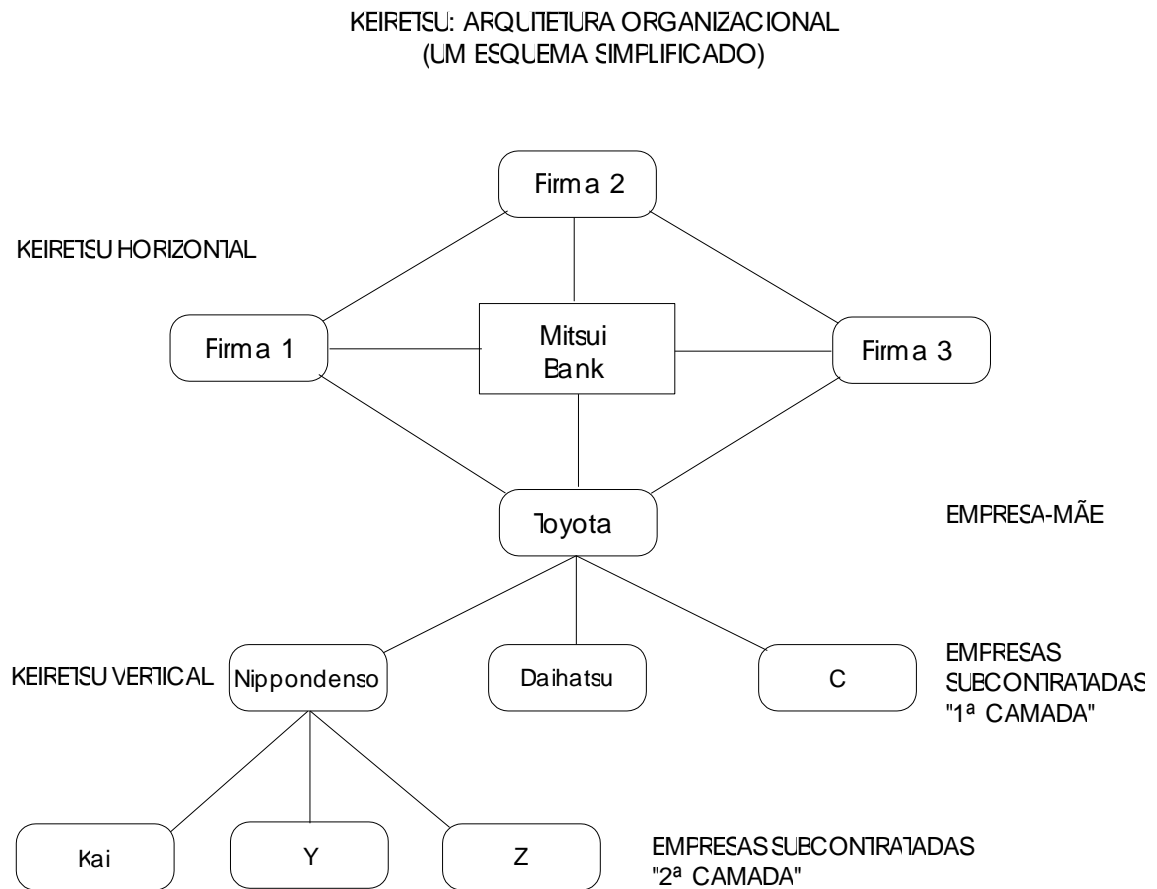 KEIRETSU: ARQUITETURA ORGANIZACIONAL
(UM ESQUEMA SIMPLIFICADO)
Firma 2
KEIRETSU HORIZONTAL
Firma 1
Mitsui
Bank
Firma 3
Toyota
EMPRESA-MÃE
KEIRETSU VERTICAL
Nippondenso
Daihatsu
C
EMPRESAS
SUBCONTRATADAS
"1ª CAMADA"
Kai
Y
Z
EMPRESAS SUBCONTRATADAS
"2ª CAMADA"